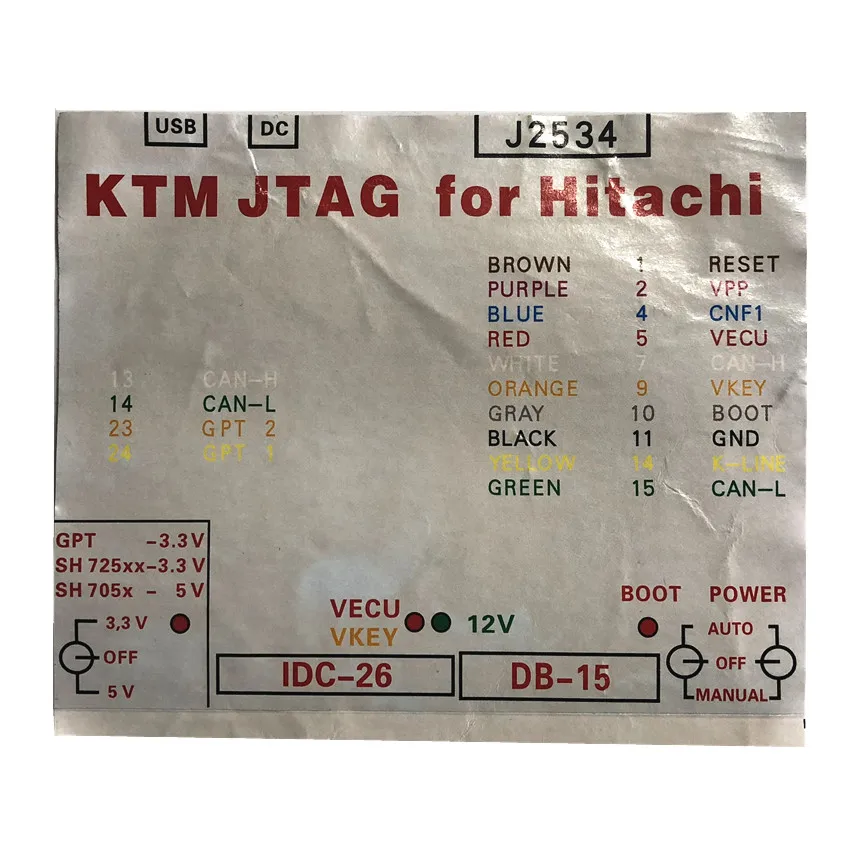 USB DC J2534
KTM JTAG for Hitachi
BROWN 1 RESET
PURPLE 2 VPP
BLUE 4 CNF1
RED 5 VECU
WHITE 7 CAN-H
ORANGE 9 VKEY
GRAY 10 BOOT
BLACK 11 GND
YELLOW 14 K-LINE
GREEN 15 CAN-L
13 CAN-H
14 CAN-L
23 GPT 2
24 GPT 1
GPT -3.3 V
SH 725xx-3.3 V
SH 705x - 5 V
3,3 V
OFF
5 V
VECU
VKEY
12V
IDC-26
DB-15
BOOT POWER
AUTO
OFF
MANUAL